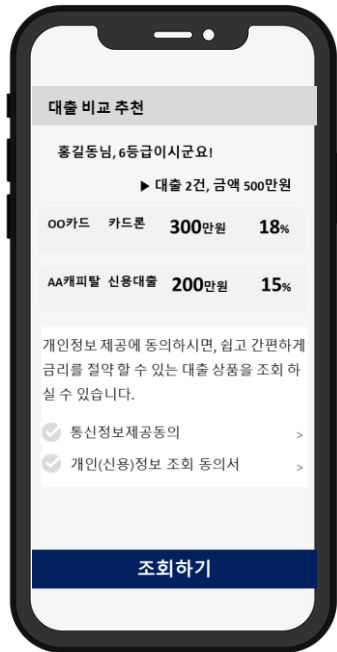 대출 비교 추천
홍길동님, 6등급이시군요!
▶ 대출 2건, 금액 500만원
OO카드 카드론 300만원 18%
AA캐피탈 신용대출 200만원 15%
개인정보 제공에 동의하시면, 쉽고 간편하게
금리를 절약 할 수 있는 대출 상품을 조회 하
실 수 있습니다.
통신정보제공동의 >
개인(신용)정보 조회 동의서 >
조회하기